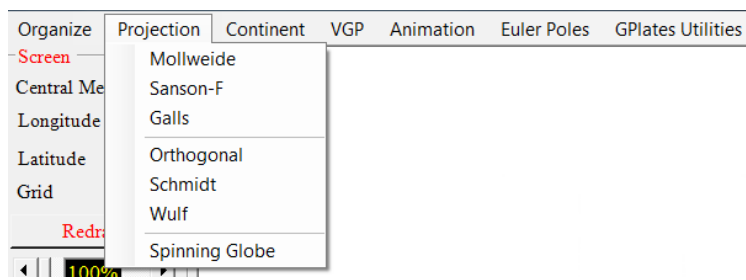 Organize Projection Continent VGP Animation Euler Poles GPlates Utilities
Screen
Mollweide
Central Me
Sanson-F
Longitude
Galls
Latitude
Orthogonal
Grid
Schmidt
Wulf
Redr
Spinning Globe
100%